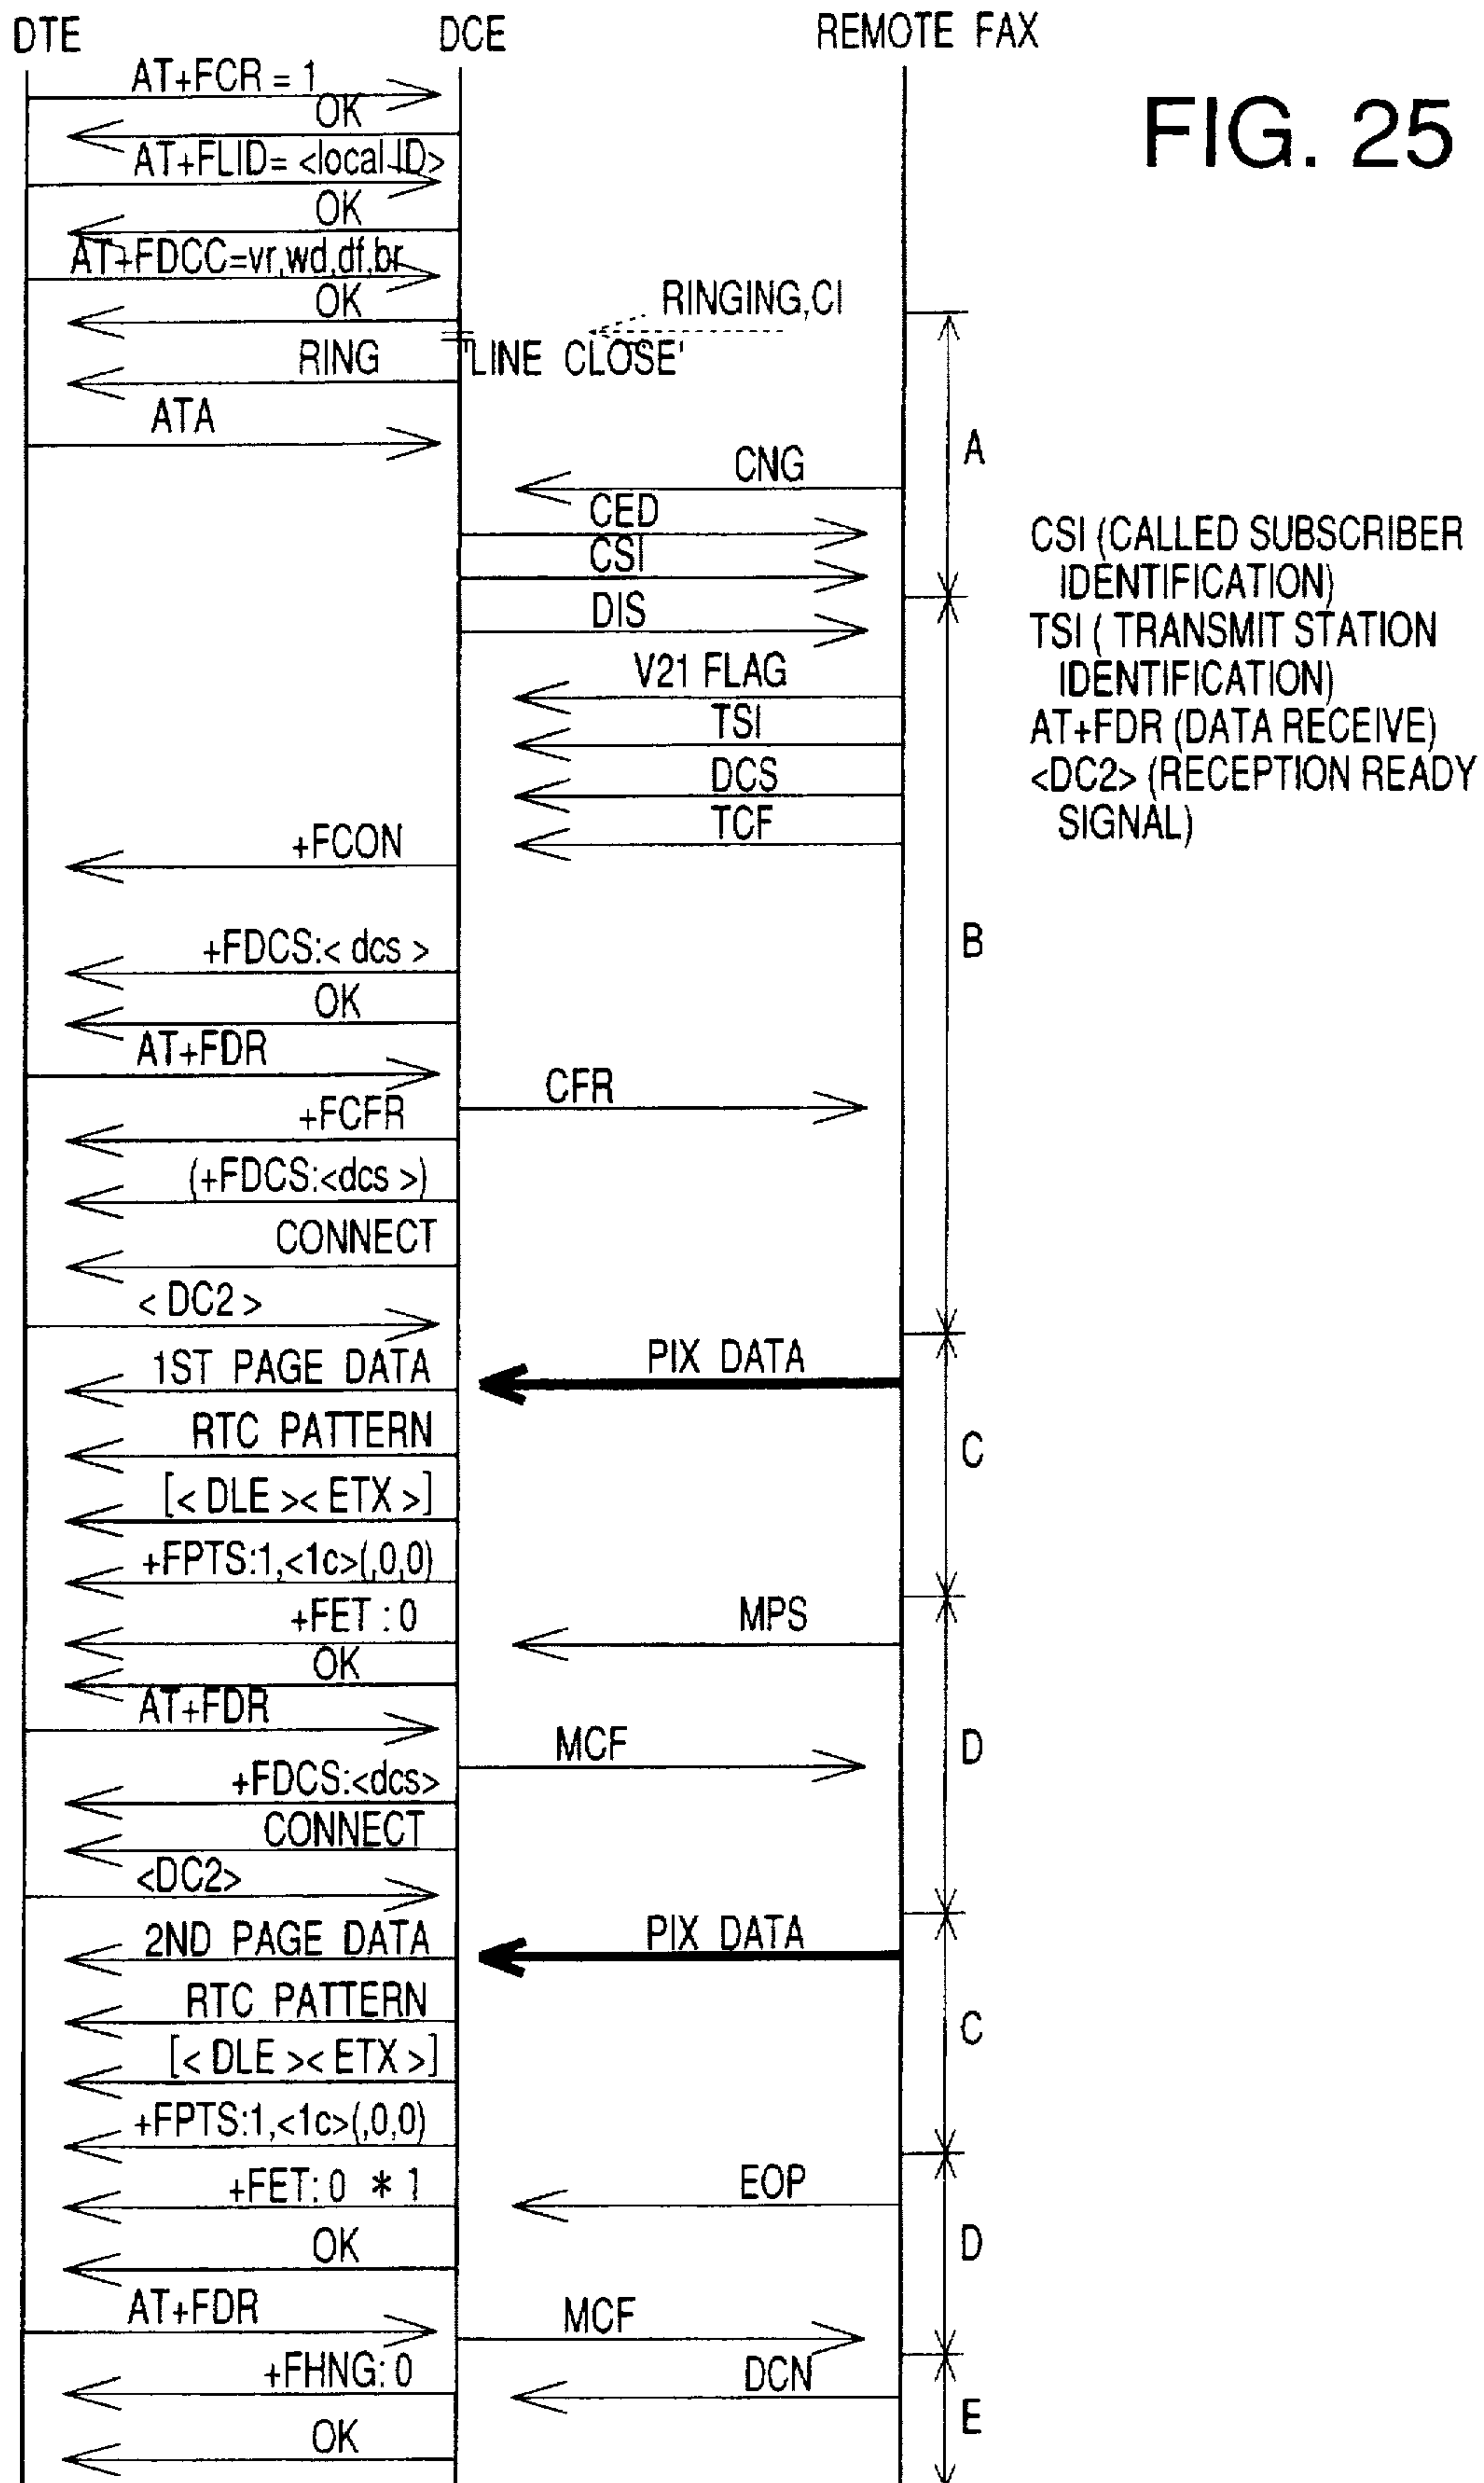 DTE DCE REMOTE FAX
FIG. 25
AT+FCR = 1
OK
AT+FLID= <local-ID>
OK
AT+FDCC=vr,wd,df,br
OK
RINGING,CI
'LINE CLOSE'
RING
ATA
A
CNG
CED
CSI
DIS
V21 FLAG
TSI
DCS
TCF
CSI (CALLED SUBSCRIBER
IDENTIFICATION)
TSI ( TRANSMIT STATION
IDENTIFICATION)
AT+FDR (DATA RECEIVE)
<DC2> (RECEPTION READY
SIGNAL)
+FCON
B
+FDCS:< dcs >
OK
AT+FDR
CFR
+FCFR
(+FDCS:<dcs >)
CONNECT
< DC2 >
1ST PAGE DATA
PIX DATA
RTC PATTERN
C
[< DLE >< ETX >]
+FPTS:1,<1c>(,0,0)
+FET : 0
MPS
OK
AT+FDR
MCF
D
+FDCS:<dcs>
CONNECT
<DC2>
2ND PAGE DATA
PIX DATA
RTC PATTERN
C
[< DLE >< ETX >]
+FPTS:1,<1c>(,0,0)
+FET: 0 * 1
EOP
OK
D
AT+FDR
MCF
+FHNG: 0
DCN
E
OK